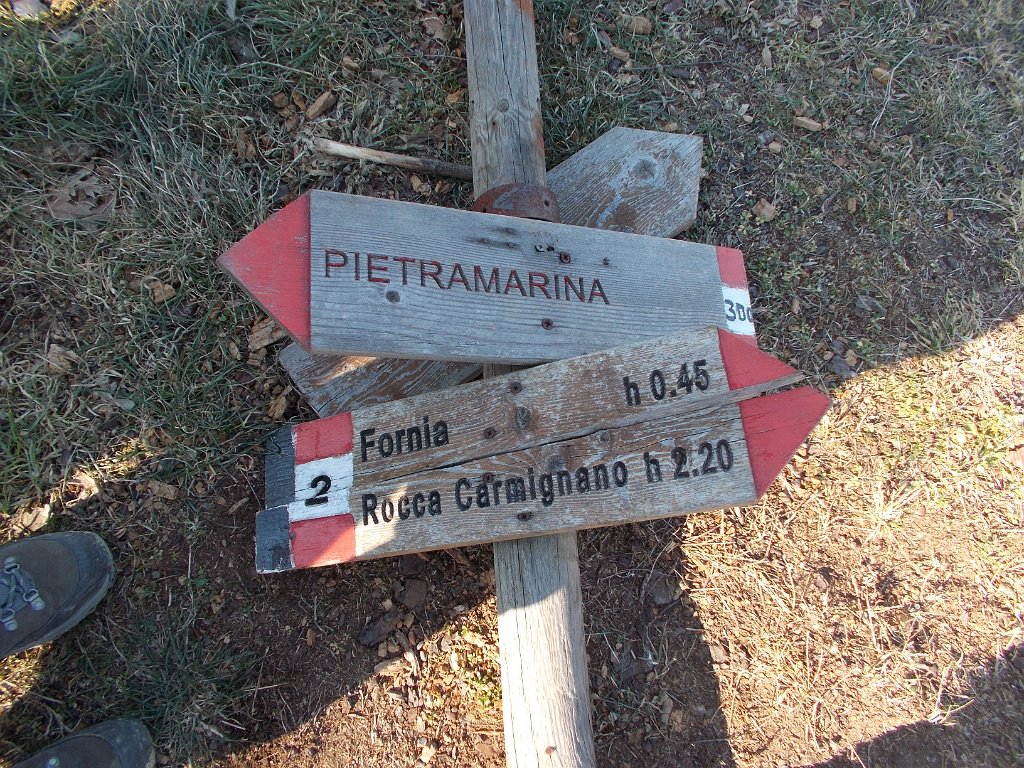 PIETRAMARINA
300
Fornia h 0.45
2
Rocca Carmignano h 2.20